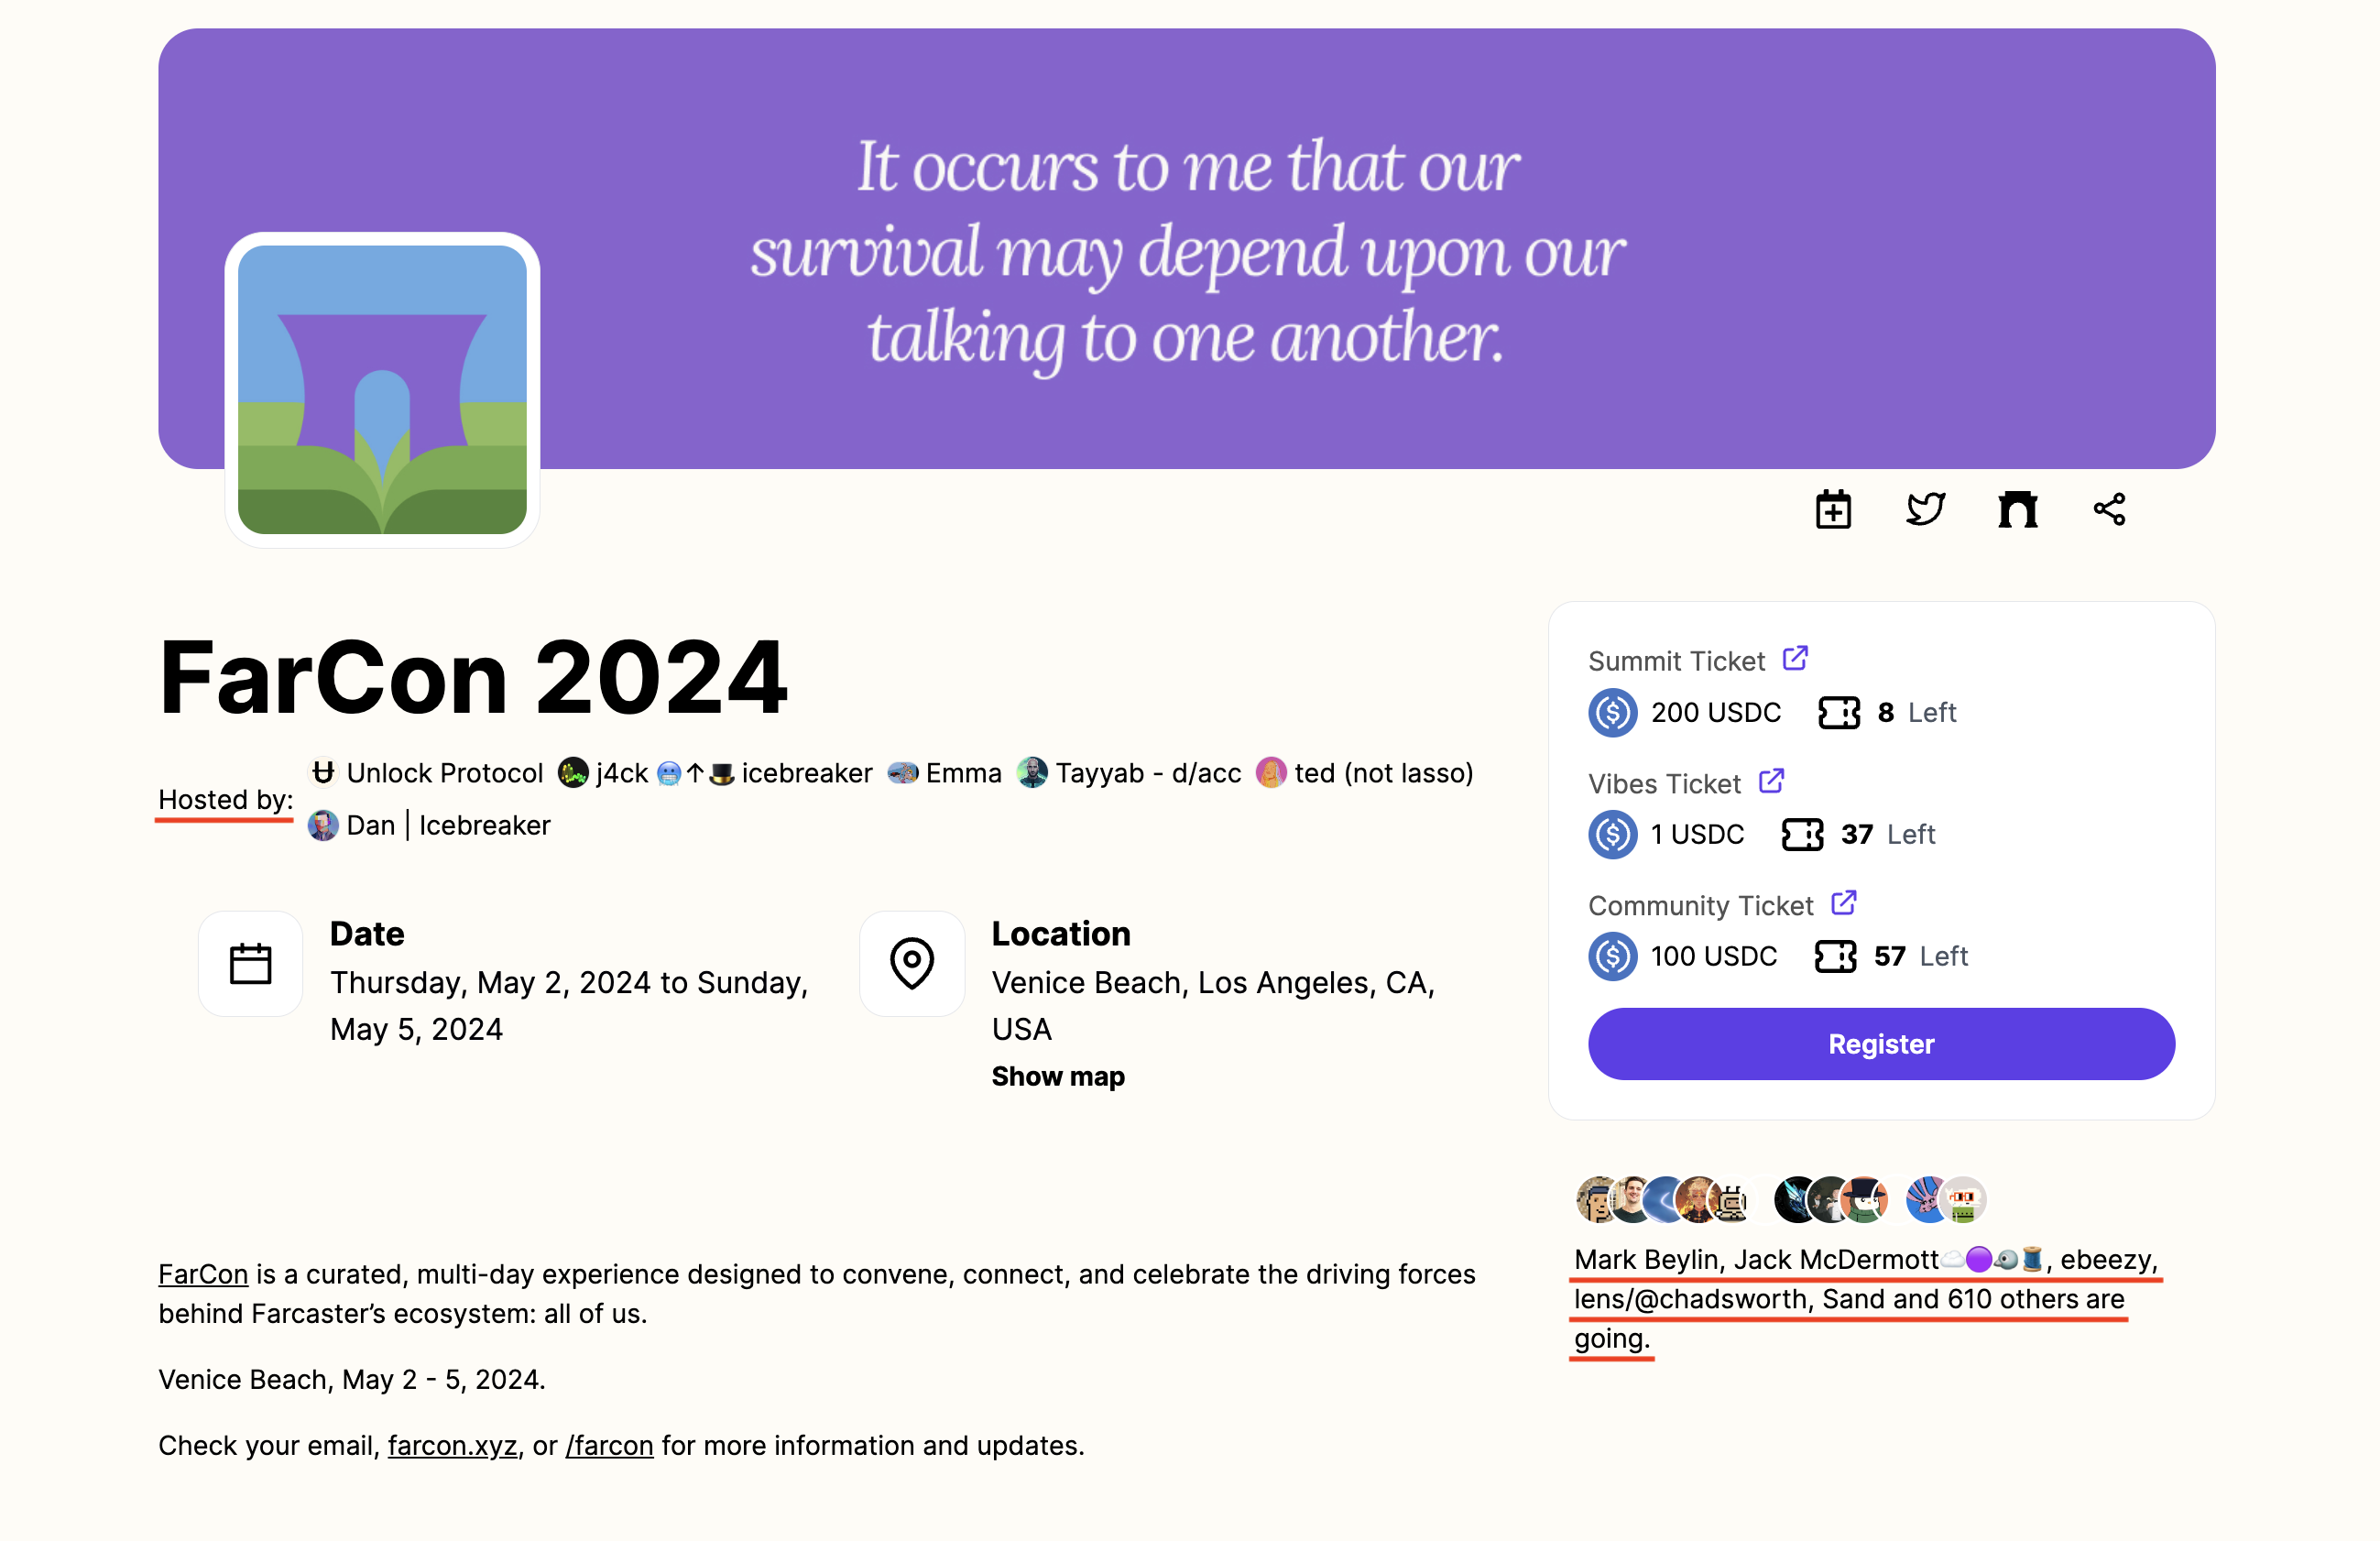 It occurs to me that our
survival may depend upon our
talking to one another.
FarCon 2024
Hosted by:
Unlock Protocol j4ck 🥶↑🎩 icebreaker Emma Tayyab - d/acc ted (not lasso)
Dan | Icebreaker
Date
Thursday, May 2, 2024 to Sunday,
May 5, 2024
Location
Venice Beach, Los Angeles, CA,
USA
Show map
FarCon is a curated, multi-day experience designed to convene, connect, and celebrate the driving forces
behind Farcaster’s ecosystem: all of us.
Venice Beach, May 2 - 5, 2024.
Check your email, farcon.xyz, or /farcon for more information and updates.
Summit Ticket
200 USDC 8 Left
Vibes Ticket
1 USDC 37 Left
Community Ticket
100 USDC 57 Left
Register
Mark Beylin, Jack McDermott☁️🟣🐦🧵, ebeezy,
lens/@chadsworth, Sand and 610 others are
going.